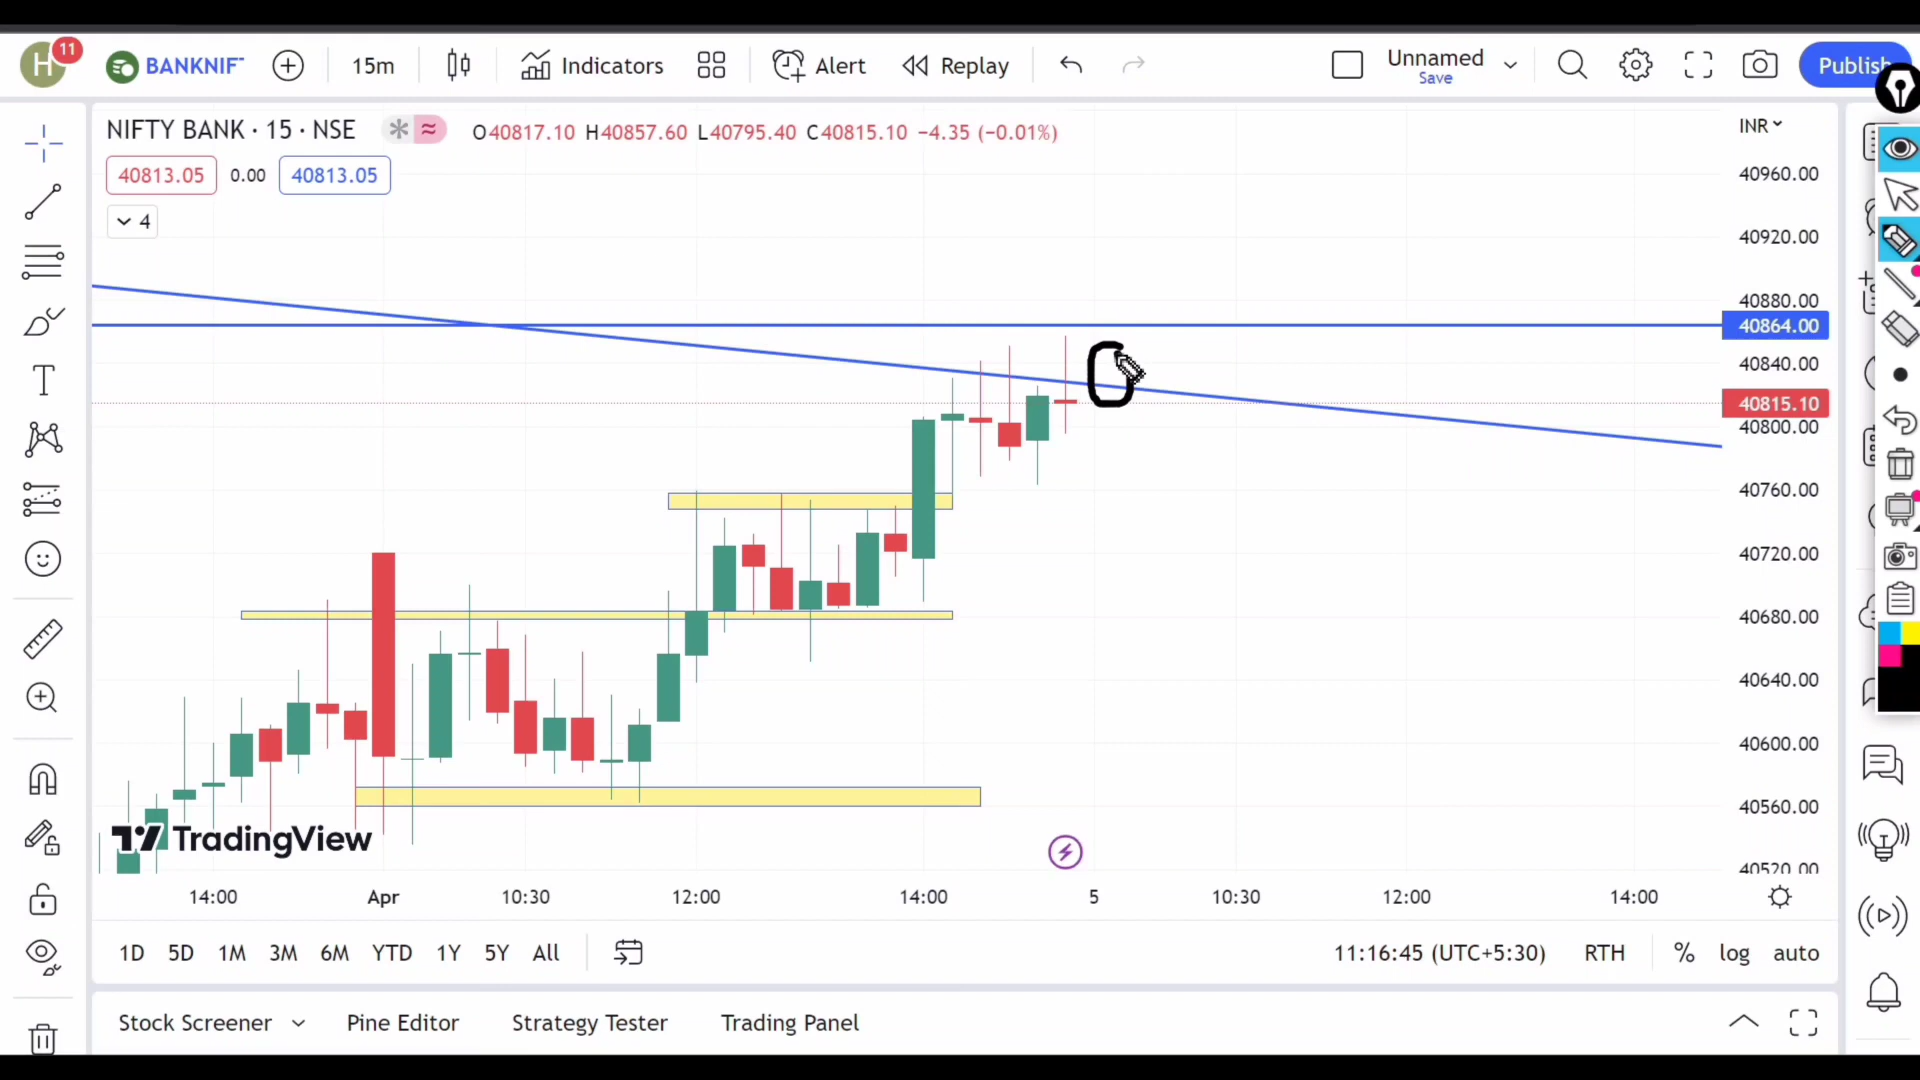 H 11 BANKNIF 15m Indicators Alert Replay Unnamed Save Publish
NIFTY BANK · 15 · NSE O40817.10 H40857.60 L40795.40 C40815.10 −4.35 (−0.01%) INR
40813.05 0.00 40813.05
4
40960.00
40920.00
40880.00
40864.00
40840.00
40815.10
40800.00
40760.00
40720.00
40680.00
40640.00
40600.00
40560.00
40520.00
TradingView
14:00 Apr 10:30 12:00 14:00 5 10:30 12:00 14:00
1D 5D 1M 3M 6M YTD 1Y 5Y All 11:16:45 (UTC+5:30) RTH % log auto
Stock Screener Pine Editor Strategy Tester Trading Panel